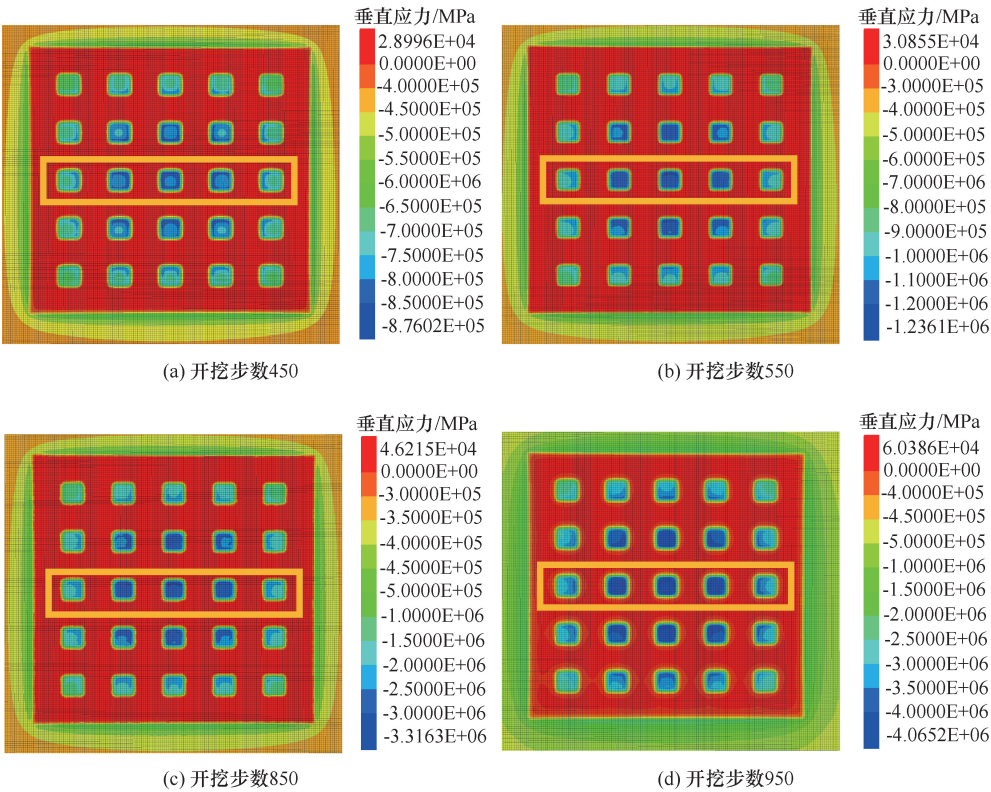 垂直应力/MPa
2.8996E+04
0.0000E+00
-4.0000E+05
-4.5000E+05
-5.0000E+05
-5.5000E+05
-6.0000E+06
-6.5000E+05
-7.0000E+05
-7.5000E+05
-8.0000E+05
-8.5000E+05
-8.7602E+05
(a) 开挖步数450
垂直应力/MPa
3.0855E+04
0.0000E+00
-3.0000E+05
-4.0000E+05
-5.0000E+05
-6.0000E+05
-7.0000E+06
-8.0000E+05
-9.0000E+05
-1.0000E+06
-1.1000E+06
-1.2000E+06
-1.2361E+06
(b) 开挖步数550
垂直应力/MPa
4.6215E+04
0.0000E+00
-3.0000E+05
-3.5000E+05
-4.0000E+05
-4.5000E+05
-5.0000E+05
-1.0000E+06
-1.5000E+06
-2.0000E+06
-2.5000E+06
-3.0000E+06
-3.3163E+06
(c) 开挖步数850
垂直应力/MPa
6.0386E+04
0.0000E+00
-4.0000E+05
-4.5000E+05
-5.0000E+05
-1.0000E+06
-1.5000E+06
-2.0000E+06
-2.5000E+06
-3.0000E+06
-3.5000E+06
-4.0000E+06
-4.0652E+06
(d) 开挖步数950